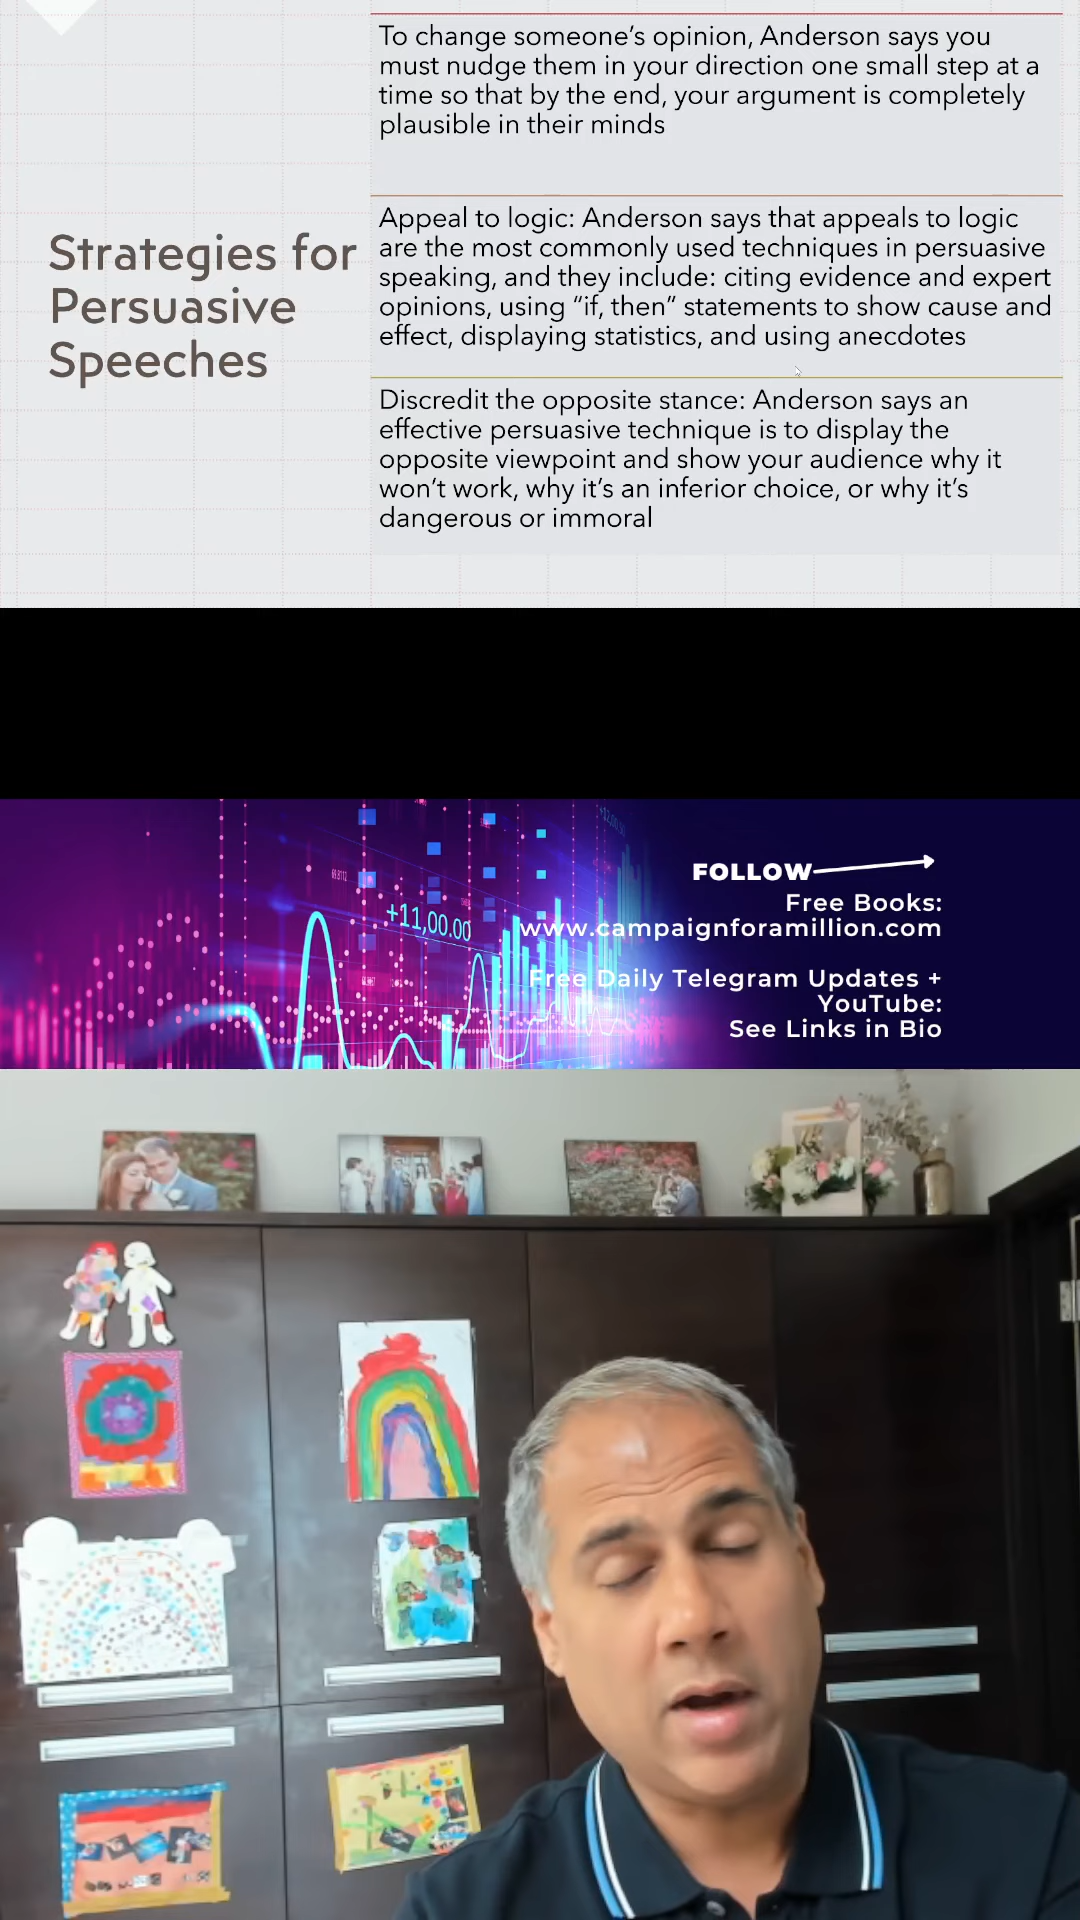 To change someone's opinion, Anderson says you
must nudge them in your direction one small step at a
time so that by the end, your argument is completely
plausible in their minds
Strategies for
Persuasive
Speeches
Appeal to logic: Anderson says that appeals to logic
are the most commonly used techniques in persuasive
speaking, and they include: citing evidence and expert
opinions, using “if, then” statements to show cause and
effect, displaying statistics, and using anecdotes
Discredit the opposite stance: Anderson says an
effective persuasive technique is to display the
opposite viewpoint and show your audience why it
won't work, why it's an inferior choice, or why it's
dangerous or immoral
+11,00.00
FOLLOW
Free Books:
www.campaignforamillion.com
Free Daily Telegram Updates +
YouTube:
See Links in Bio